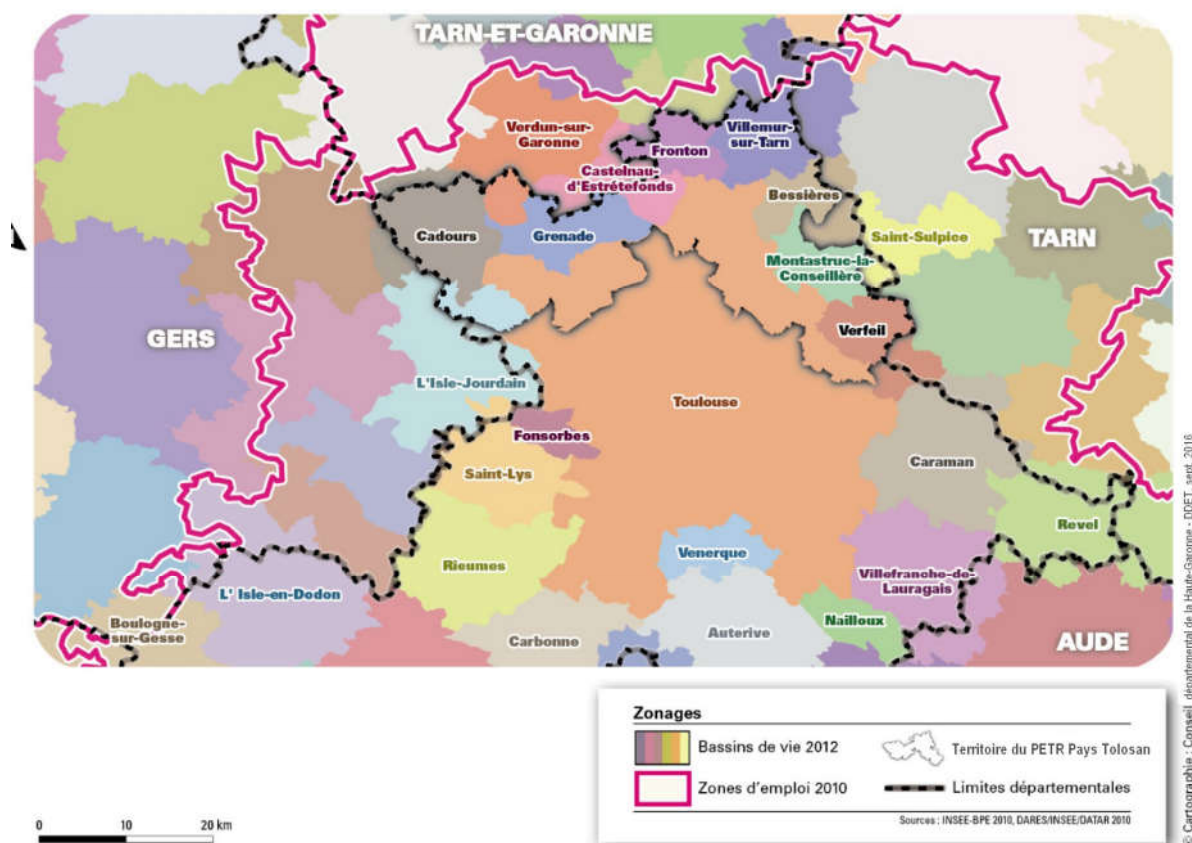 TARN-ET-GARONNE
Verdun-sur-
Garonne
Villemur-
sur-Tarn
Fronton
Castelnau-
d'Estrétefonds
Bessières
Cadours
Grenade
Saint-Sulpice
TARN
Montastruc-la-
Conseillère
GERS
Verfeil
L'Isle-Jourdain
Toulouse
Fonsorbes
Caraman
Saint-Lys
Revel
Venerque
Rieumes
Villefranche-de-
Lauragais
L' Isle-en-Dodon
Boulogne-
sur-Gesse
Nailloux
Auterive
Carbonne
AUDE
© Cartographie : Conseil départemental de la Haute-Garonne - DDET_sept. 2016
Zonages
Bassins de vie 2012
Territoire du PETR Pays Tolosan
Zones d'emploi 2010
Limites départementales
Sources : INSEE-BPE 2010, DARES/INSEE/DATAR 2010
0 10 20 km